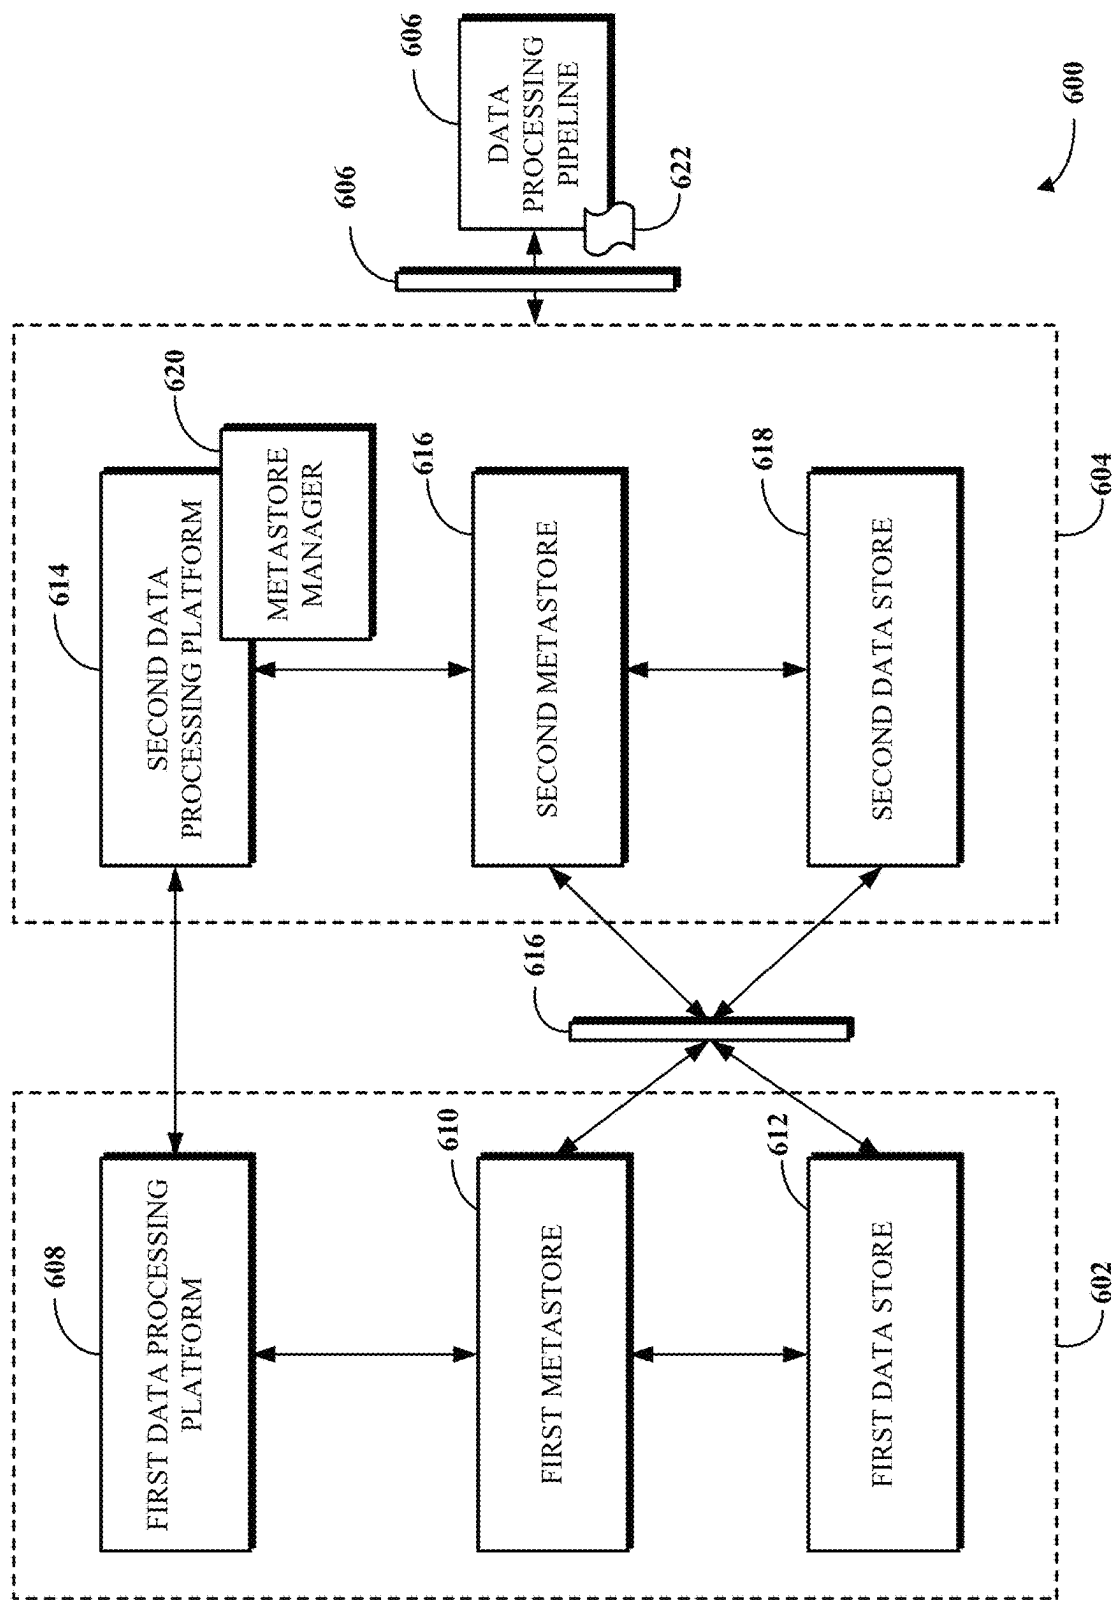 608
FIRST DATA PROCESSING
PLATFORM
610
FIRST METASTORE
612
FIRST DATA STORE
602
616
614
SECOND DATA
PROCESSING PLATFORM
620
METASTORE
MANAGER
616
SECOND METASTORE
618
SECOND DATA STORE
604
606
606
DATA
PROCESSING
PIPELINE
622
600